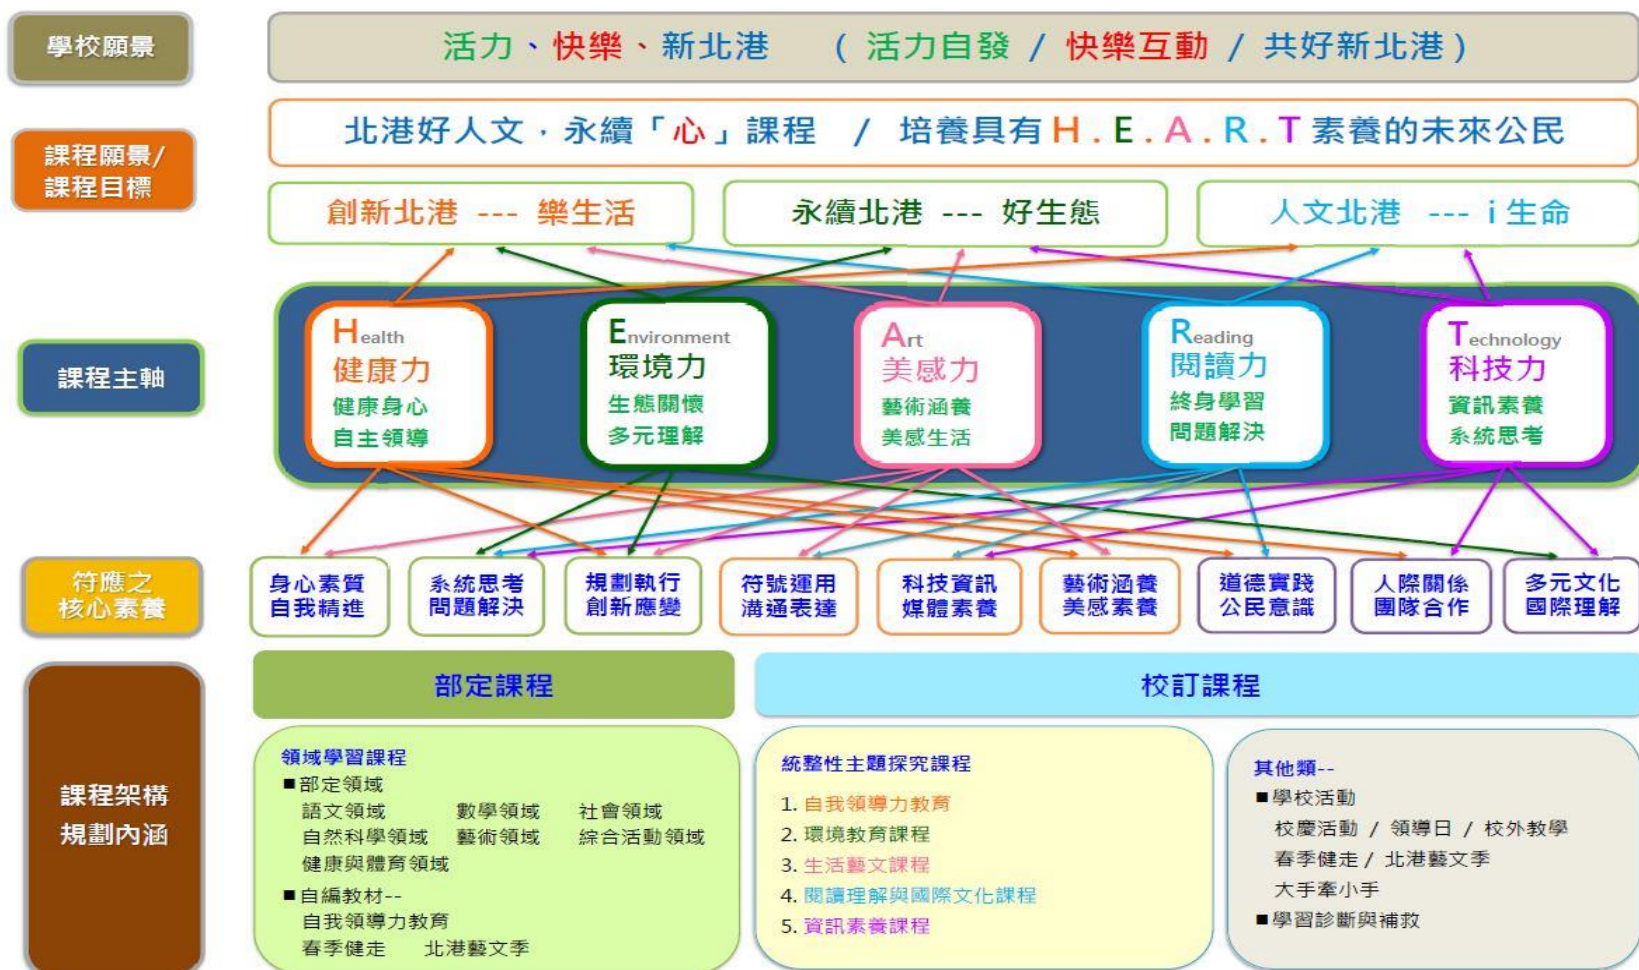 學校願景
活力、快樂、新北港 ( 活力自發 / 快樂互動 / 共好新北港 )
課程願景/
課程目標
北港好人文．永續「心」課程 / 培養具有 H . E . A . R . T 素養的未來公民
創新北港 --- 樂生活
永續北港 --- 好生態
人文北港 --- i 生命
課程主軸
Health
健康力
健康身心
自主領導
Environment
環境力
生態關懷
多元理解
Art
美感力
藝術涵養
美感生活
Reading
閱讀力
終身學習
問題解決
Technology
科技力
資訊素養
系統思考
符應之
核心素養
身心素質
自我精進
系統思考
問題解決
規劃執行
創新應變
符號運用
溝通表達
科技資訊
媒體素養
藝術涵養
美感素養
道德實踐
公民意識
人際關係
團隊合作
多元文化
國際理解
課程架構
規劃內涵
部定課程
領域學習課程
■部定領域
語文領域 數學領域 社會領域
自然科學領域 藝術領域 綜合活動領域
健康與體育領域
■自編教材--
自我領導力教育
春季健走 北港藝文季
校訂課程
統整性主題探究課程
1. 自我領導力教育
2. 環境教育課程
3. 生活藝文課程
4. 閱讀理解與國際文化課程
5. 資訊素養課程
其他類--
■學校活動
校慶活動 / 領導日 / 校外教學
春季健走 / 北港藝文季
大手牽小手
■學習診斷與補救